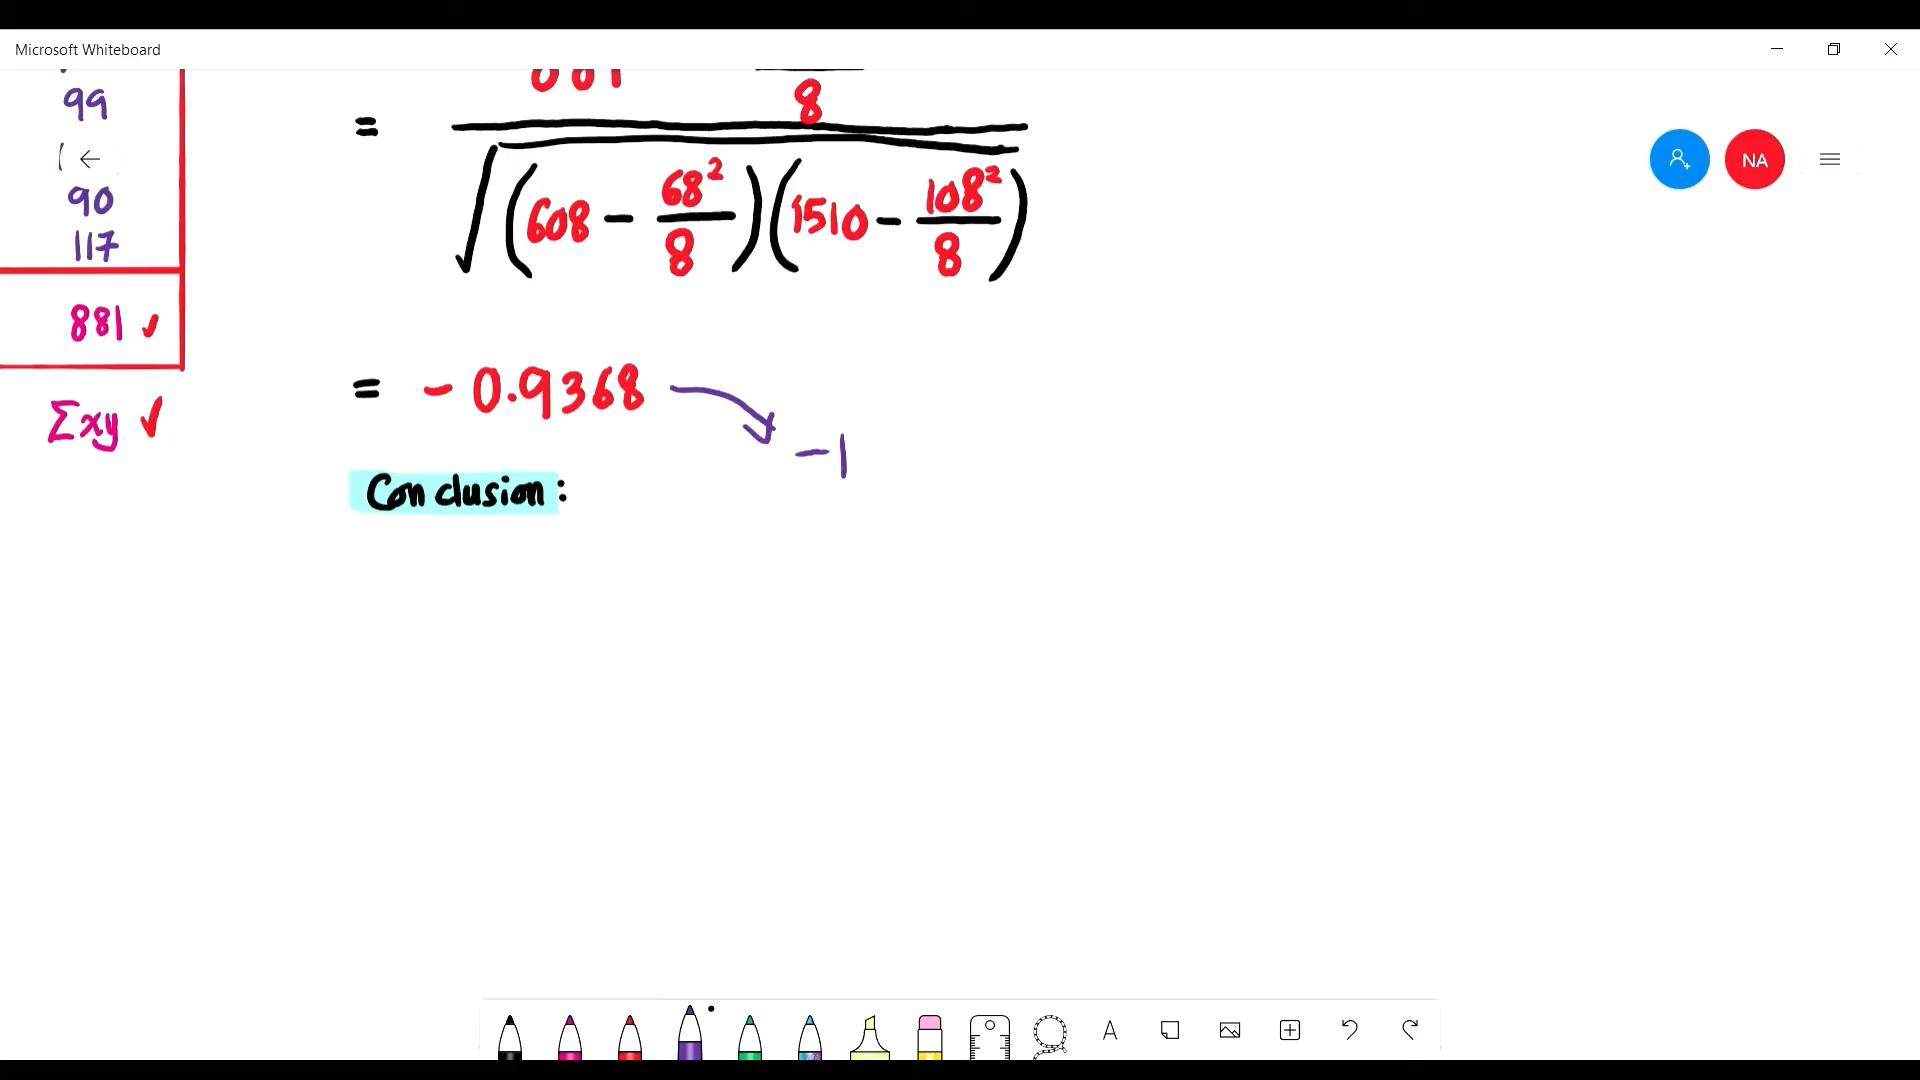 Microsoft Whiteboard
99
90
117
881 ✓
Σxy ✓
8
= √(608 - 68²/8)(1510 - 108²/8)
= - 0.9368
-1
Conclusion:
NA
A